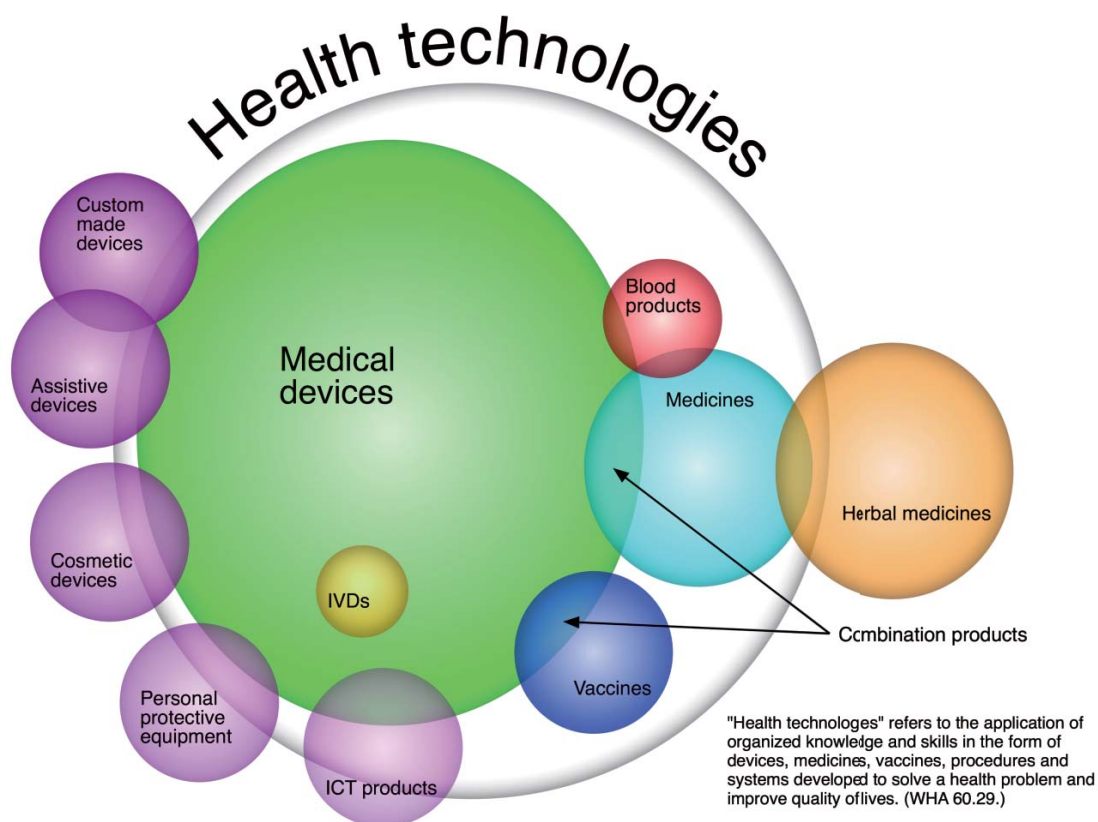 Health technologies
Custom
made
devices
Assistive
devices
Cosmetic
devices
Personal
protective
equipment
ICT products
IVDs
Medical
devices
Blood
products
Medicines
Herbal medicines
Vaccines
Combination products
"Health technologes" refers to the application of
organized knowledge and skills in the form of
devices, medicines, vaccines, procedures and
systems developed to solve a health problem and
improve quality of lives. (WHA 60.29.)